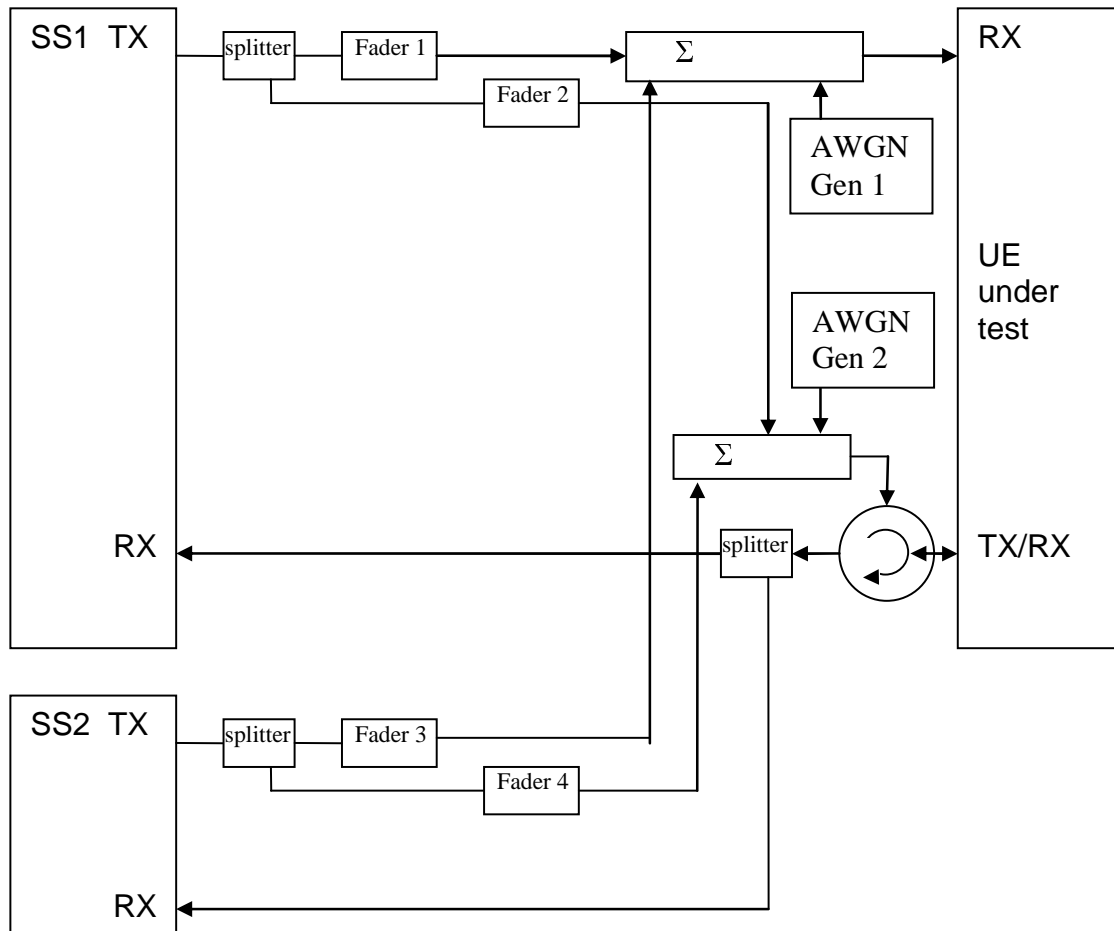 SS1 TX
splitter
Fader 1
Σ
RX
Fader 2
AWGN
Gen 1
UE
under
test
AWGN
Gen 2
Σ
RX
splitter
TX/RX
SS2 TX
splitter
Fader 3
Fader 4
RX